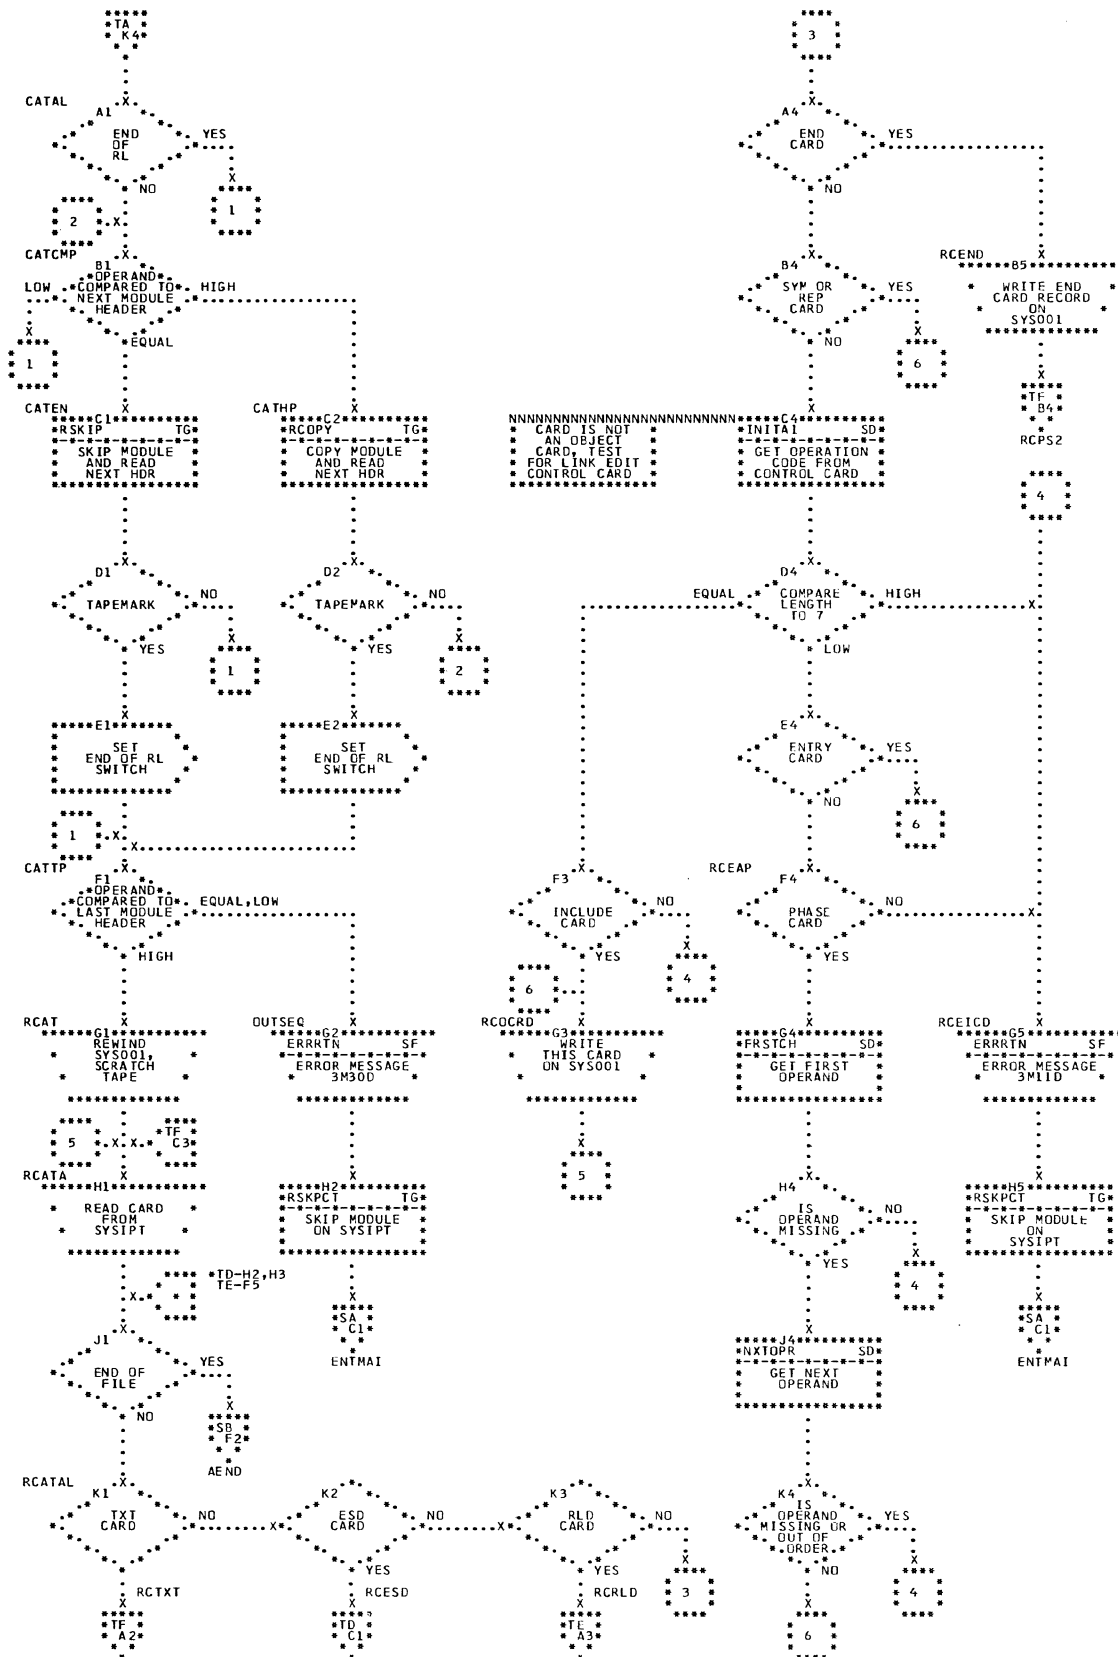 TA
K4
3
CATAL
A1
END
OF
RL
YES
NO
A4
END
CARD
YES
NO
2
1
CATCMP
B1
OPERAND
COMPARED TO
NEXT MODULE
HEADER
LOW
HIGH
EQUAL
B4
SYM OR
REP
CARD
YES
NO
RCEND
B5
WRITE END
CARD RECORD
ON
SYS001
1
6
TF
B4
RCPS2
CATEN
C1
RSKIP TG
SKIP MODULE
AND READ
NEXT HDR
CATHP
C2
RCOPY TG
COPY MODULE
AND READ
NEXT HDR
NNNNNNNNNNNNNNNNNNNNNNNNNN
CARD IS NOT
AN OBJECT
CARD, TEST
FOR LINK EDIT
CONTROL CARD
C4
INITA1 SD
GET OPERATION
CODE FROM
CONTROL CARD
4
D1
TAPEMARK
NO
YES
D2
TAPEMARK
NO
YES
D4
COMPARE
LENGTH
TO 7
EQUAL
HIGH
LOW
1
2
E1
SET
END OF RL
SWITCH
E2
SET
END OF RL
SWITCH
E4
ENTRY
CARD
YES
NO
6
1
CATTP
F1
OPERAND
COMPARED TO
LAST MODULE
HEADER
EQUAL,LOW
HIGH
F3
INCLUDE
CARD
NO
YES
RCEAP
F4
PHASE
CARD
NO
YES
6
4
RCAT
G1
REWIND
SYS001,
SCRATCH
TAPE
OUTSEQ
G2
ERRRTN SF
ERROR MESSAGE
3M30D
RCOCRD
G3
WRITE
THIS CARD
ON SYS001
G4
FRSTCH SD
GET FIRST
OPERAND
RCEICD
G5
ERRRTN SF
ERROR MESSAGE
3M11D
5
TF
C3
5
RCATA
H1
READ CARD
FROM
SYSIPT
H2
RSKPCT TG
SKIP MODULE
ON SYSIPT
H4
IS
OPERAND
MISSING
NO
YES
H5
RSKPCT TG
SKIP MODULE
ON
SYSIPT
*
*TD-H2,H3
TE-F5
SA
C1
ENTMAI
4
SA
C1
ENTMAI
J1
END OF
FILE
YES
NO
J4
NXTOPR SD
GET NEXT
OPERAND
SB
F2
AEND
RCATAL
K1
TXT
CARD
NO
K2
ESD
CARD
NO
YES
K3
RLD
CARD
NO
YES
K4
IS
OPERAND
MISSING OR
OUT OF
ORDER
YES
NO
RCTXT
RCESD
RCRLD
3
4
TF
A2
TD
C1
TE
A3
6